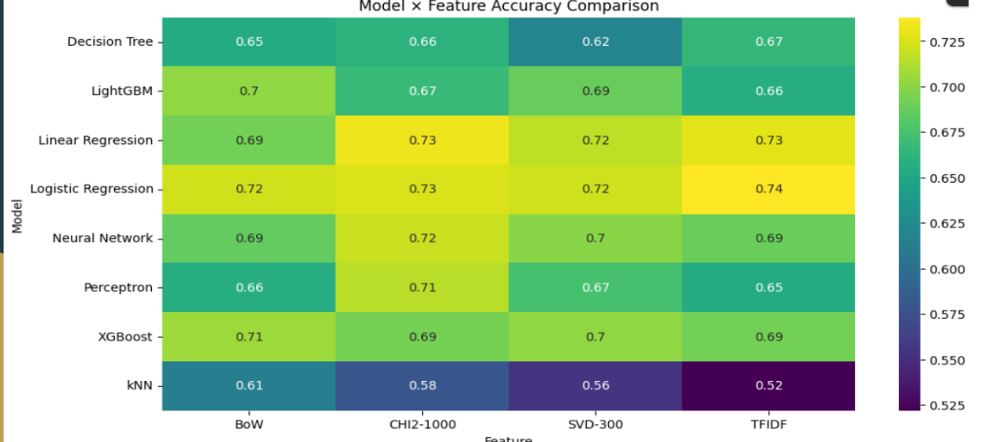 Model × Feature Accuracy Comparison
Decision Tree 0.65 0.66 0.62 0.67
LightGBM 0.7 0.67 0.69 0.66
Linear Regression 0.69 0.73 0.72 0.73
Logistic Regression 0.72 0.73 0.72 0.74
Neural Network 0.69 0.72 0.7 0.69
Perceptron 0.66 0.71 0.67 0.65
XGBoost 0.71 0.69 0.7 0.69
kNN 0.61 0.58 0.56 0.52
BoW CHI2-1000 SVD-300 TFIDF
Feature
Model
0.725
0.700
0.675
0.650
0.625
0.600
0.575
0.550
0.525